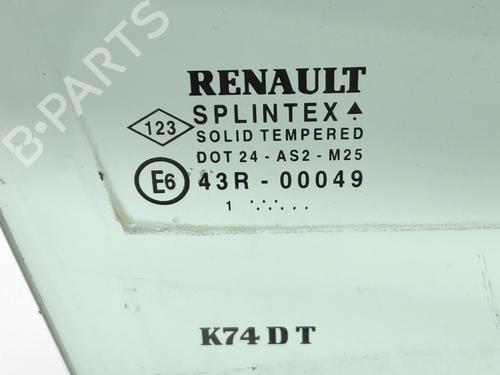 B-PARTS
RENAULT
SPLINTEX
123
SOLID TEMPERED
DOT 24 - AS2 - M25
E6 43R - 00049
1 ..........
K74 D T